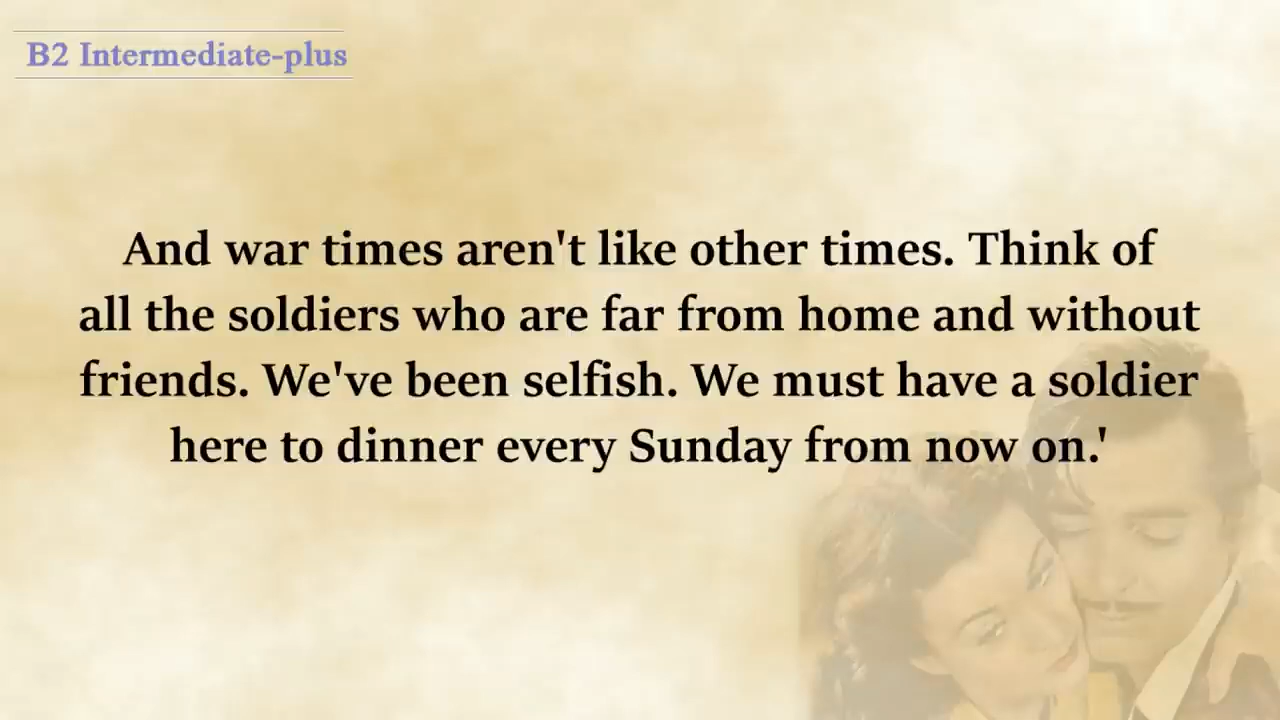 B2 Intermediate-plus
And war times aren't like other times. Think of
all the soldiers who are far from home and without
friends. We've been selfish. We must have a soldier
here to dinner every Sunday from now on.'